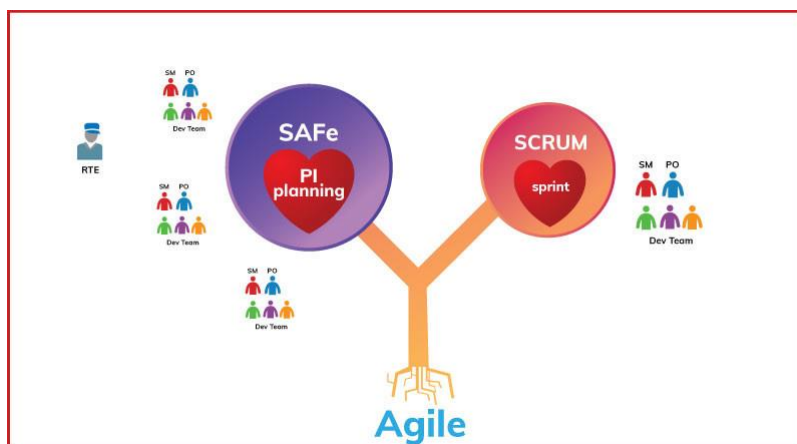 SM PO
Dev Team
RTE
SM PO
Dev Team
SM PO
Dev Team
SAFe
PI
planning
SCRUM
sprint
SM PO
Dev Team
Agile